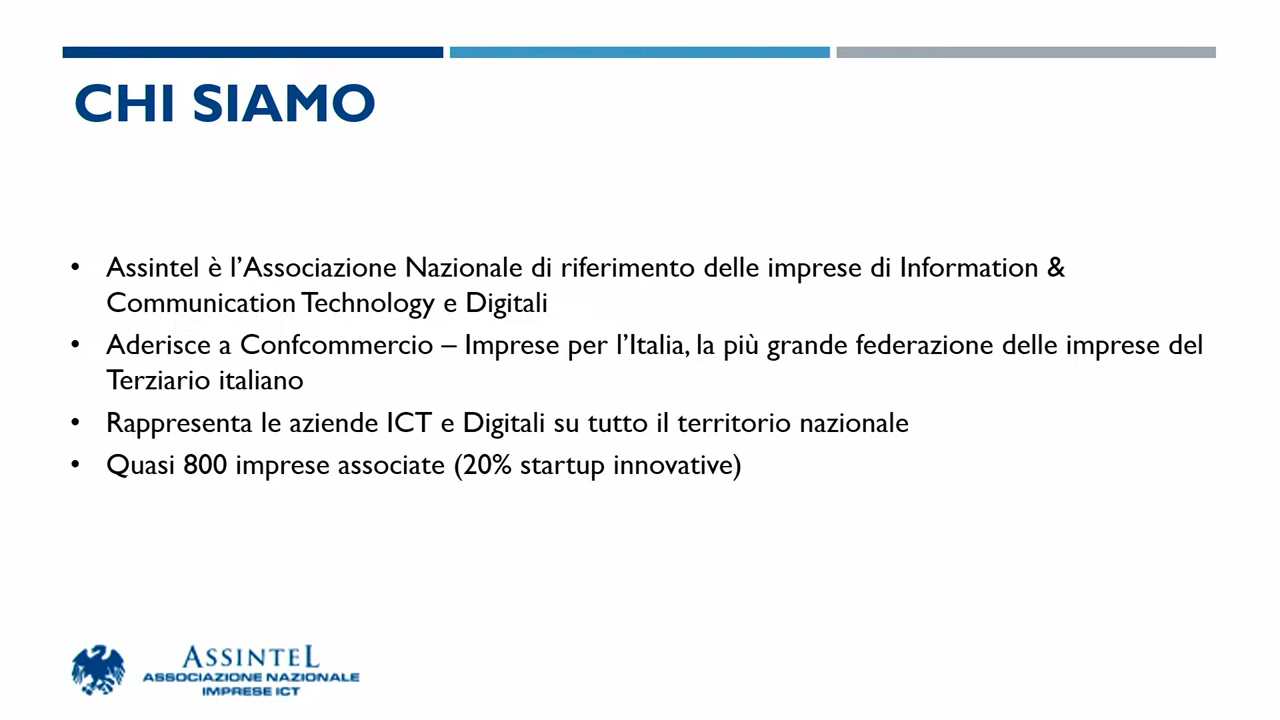 CHI SIAMO
• Assintel è l’Associazione Nazionale di riferimento delle imprese di Information &
Communication Technology e Digitali
• Aderisce a Confcommercio – Imprese per l’Italia, la più grande federazione delle imprese del
Terziario italiano
• Rappresenta le aziende ICT e Digitali su tutto il territorio nazionale
• Quasi 800 imprese associate (20% startup innovative)
ASSINTEL
ASSOCIAZIONE NAZIONALE
IMPRESE ICT